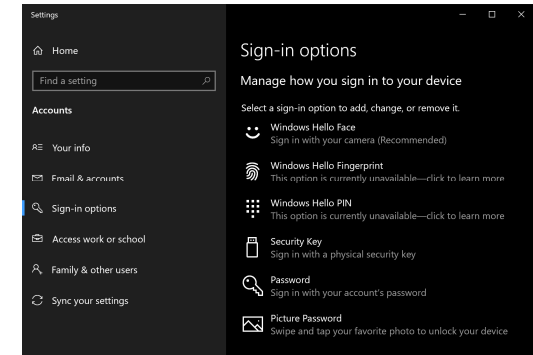 Settings
Home
Find a setting
Accounts
Your info
Email & accounts
Sign-in options
Access work or school
Family & other users
Sync your settings
Sign-in options
Manage how you sign in to your device
Select a sign-in option to add, change, or remove it.
Windows Hello Face
Sign in with your camera (Recommended)
Windows Hello Fingerprint
This option is currently unavailable—click to learn more
Windows Hello PIN
This option is currently unavailable—click to learn more
Security Key
Sign in with a physical security key
Password
Sign in with your account's password
Picture Password
Swipe and tap your favorite photo to unlock your device